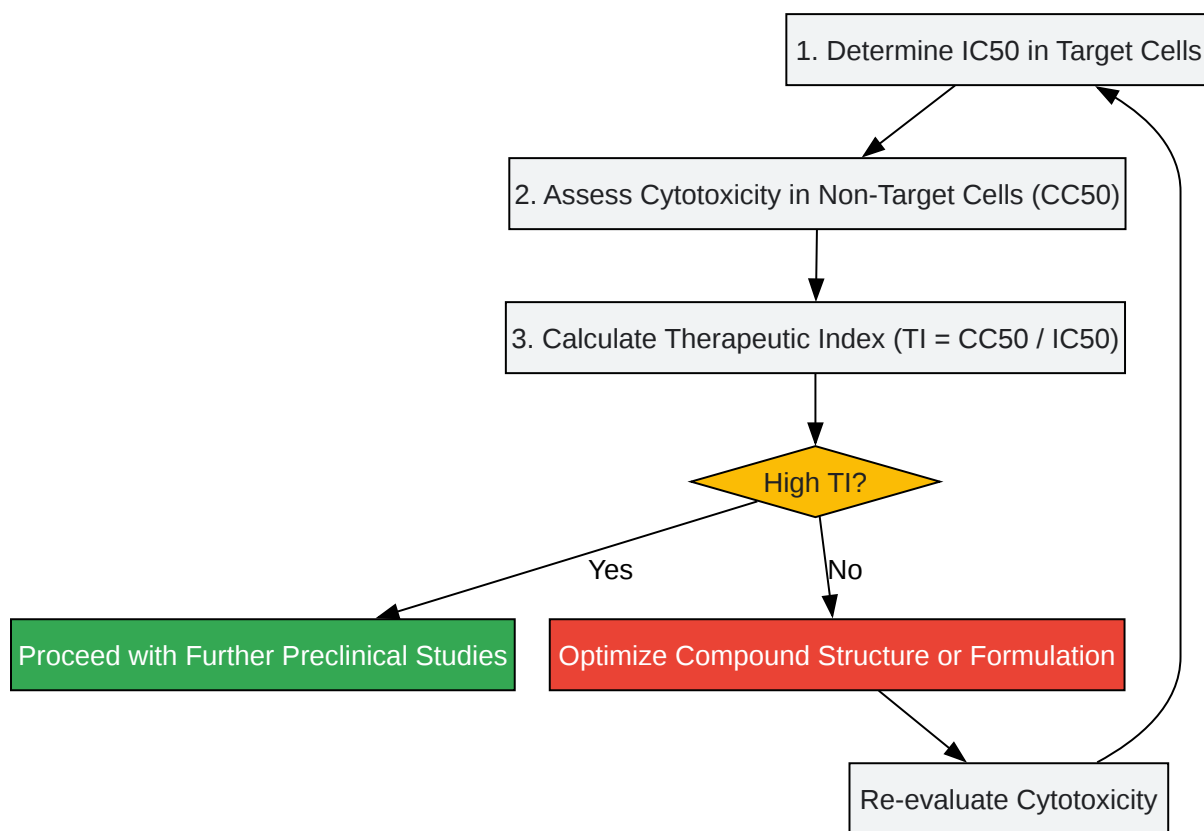 1. Determine IC50 in Target Cells
2. Assess Cytotoxicity in Non-Target Cells (CC50)
3. Calculate Therapeutic Index (TI = CC50 / IC50)
High TI?
Yes
No
Proceed with Further Preclinical Studies
Optimize Compound Structure or Formulation
Re-evaluate Cytotoxicity